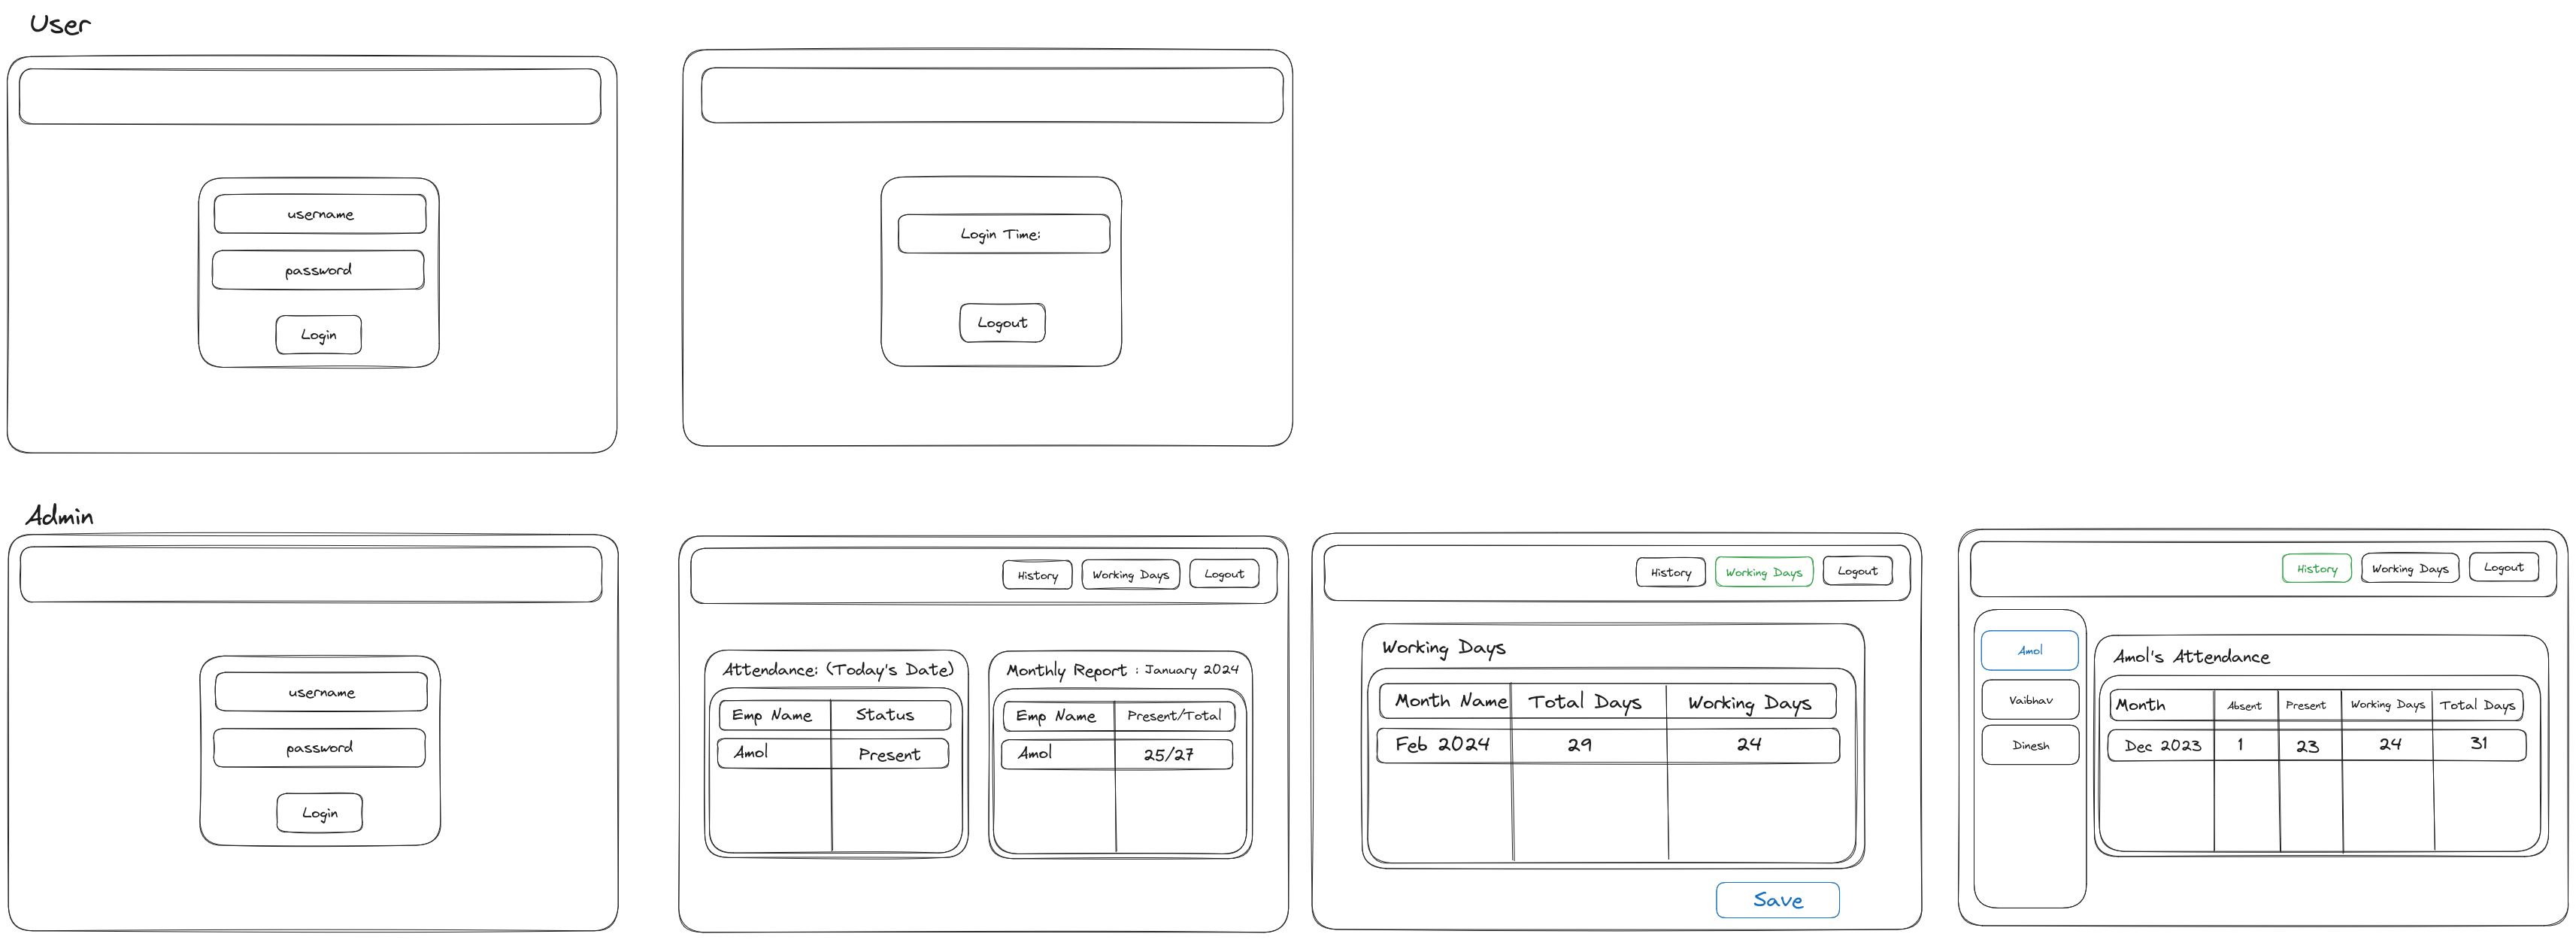 User
username
password
Login
Login Time:
Logout
Admin
username
password
Login
History Working Days Logout
Attendance: (Today's Date)
Emp Name Status
Amol Present
Monthly Report : January 2024
Emp Name Present/Total
Amol 25/27
History Working Days Logout
Working Days
Month Name Total Days Working Days
Feb 2024 29 24
Save
History Working Days Logout
Amol
Vaibhav
Dinesh
Amol's Attendance
Month Absent Present Working Days Total Days
Dec 2023 1 23 24 31